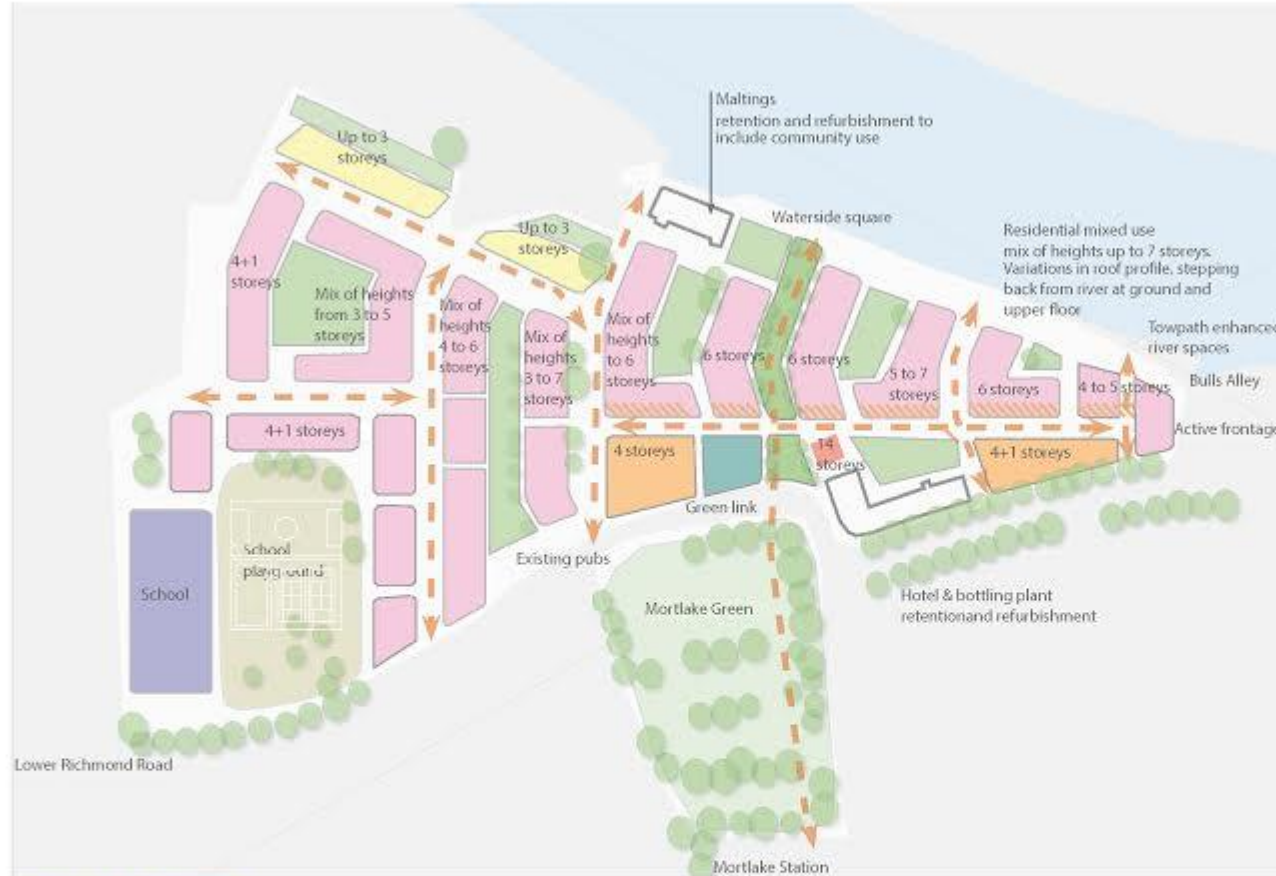 Maltings
retention and refurbishment to
include community use
Up to 3
storeys
Waterside square
Up to 3
storeys
Residential mixed use
mix of heights up to 7 storeys.
Variations in roof profile, stepping
back from river at ground and
upper floor
4+1
storeys
Mix of heights
from 3 to 5
storeys
Mix of
heights
4 to 6
storeys
Mix of
heights
3 to 7
storeys
Mix of
heights
to 6
storeys
6 storeys
6 storeys
5 to 7
storeys
6 storeys
4 to 5 storeys
Towpath enhanced
river spaces
Bulls Alley
Active frontage
4+1 storeys
4 storeys
14
storeys
4+1 storeys
Green link
Existing pubs
School
playground
School
Mortlake Green
Hotel & bottling plant
retentionand refurbishment
Lower Richmond Road
Mortlake Station